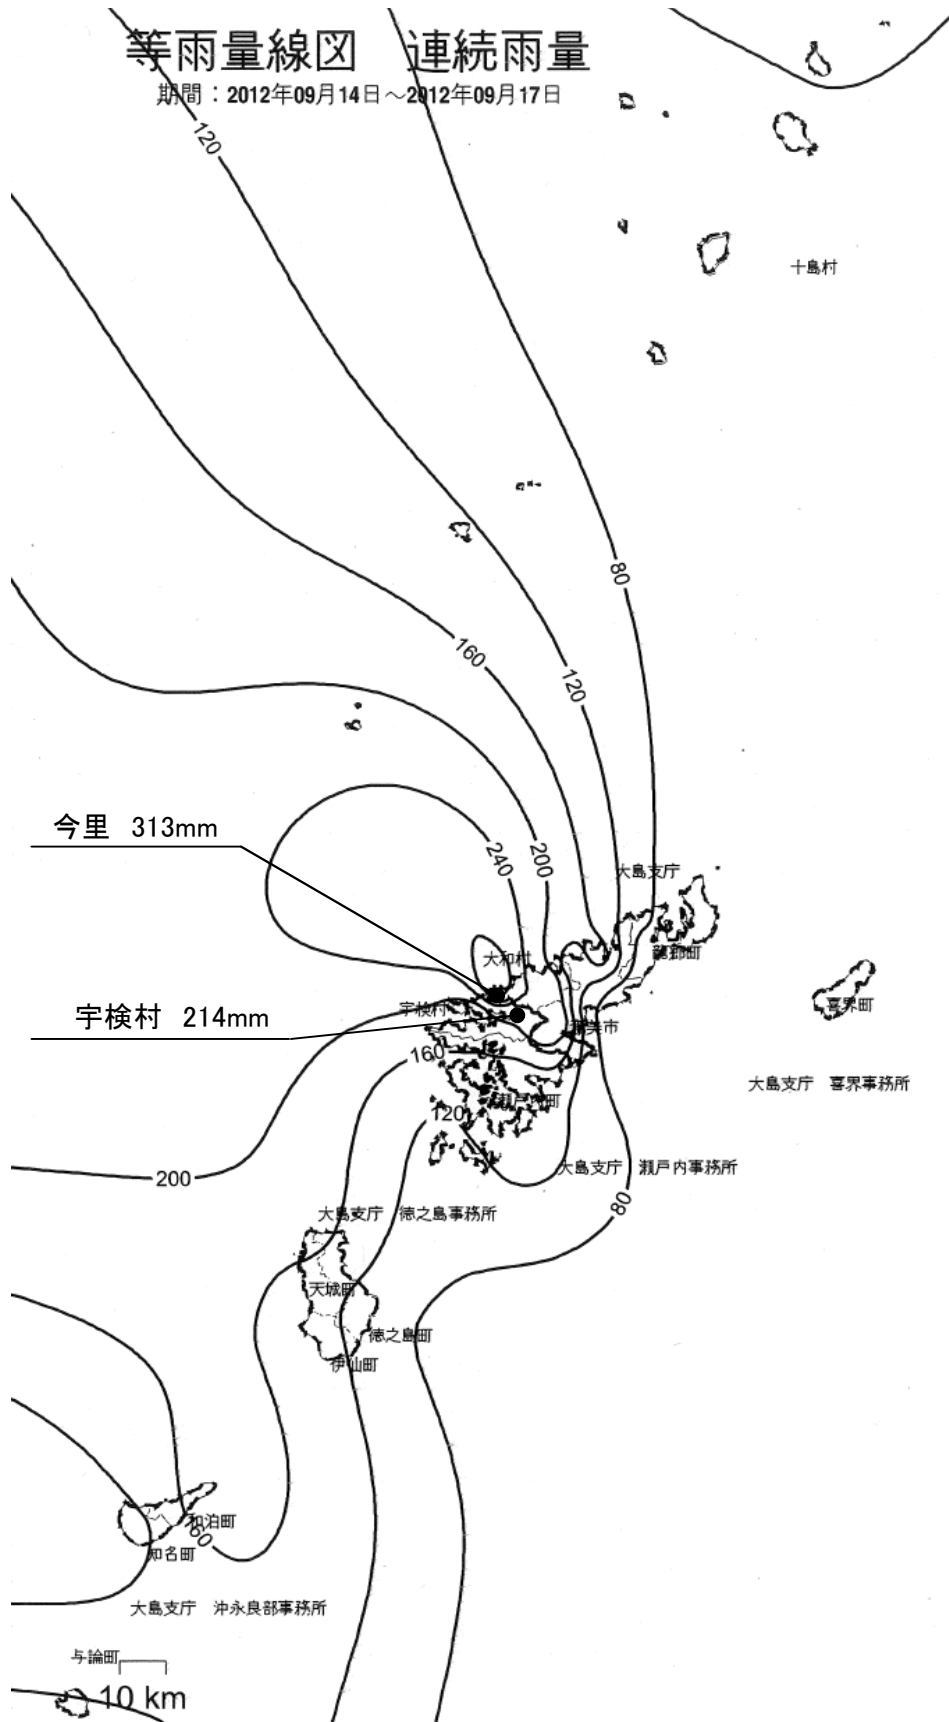 等雨量線図　連続雨量
期間：2012年09月14日～2012年09月17日
120
十島村
80
160
120
今里　313mm
240
200
大島支庁
龍郷町
大和村
喜界町
宇検村
宇検村　214mm
奄美市
160
大島支庁　喜界事務所
瀬戸内町
120
大島支庁　瀬戸内事務所
200
80
大島支庁　徳之島事務所
天城町
徳之島町
伊仙町
和泊町
160
知名町
大島支庁　沖永良部事務所
与論町
10 km